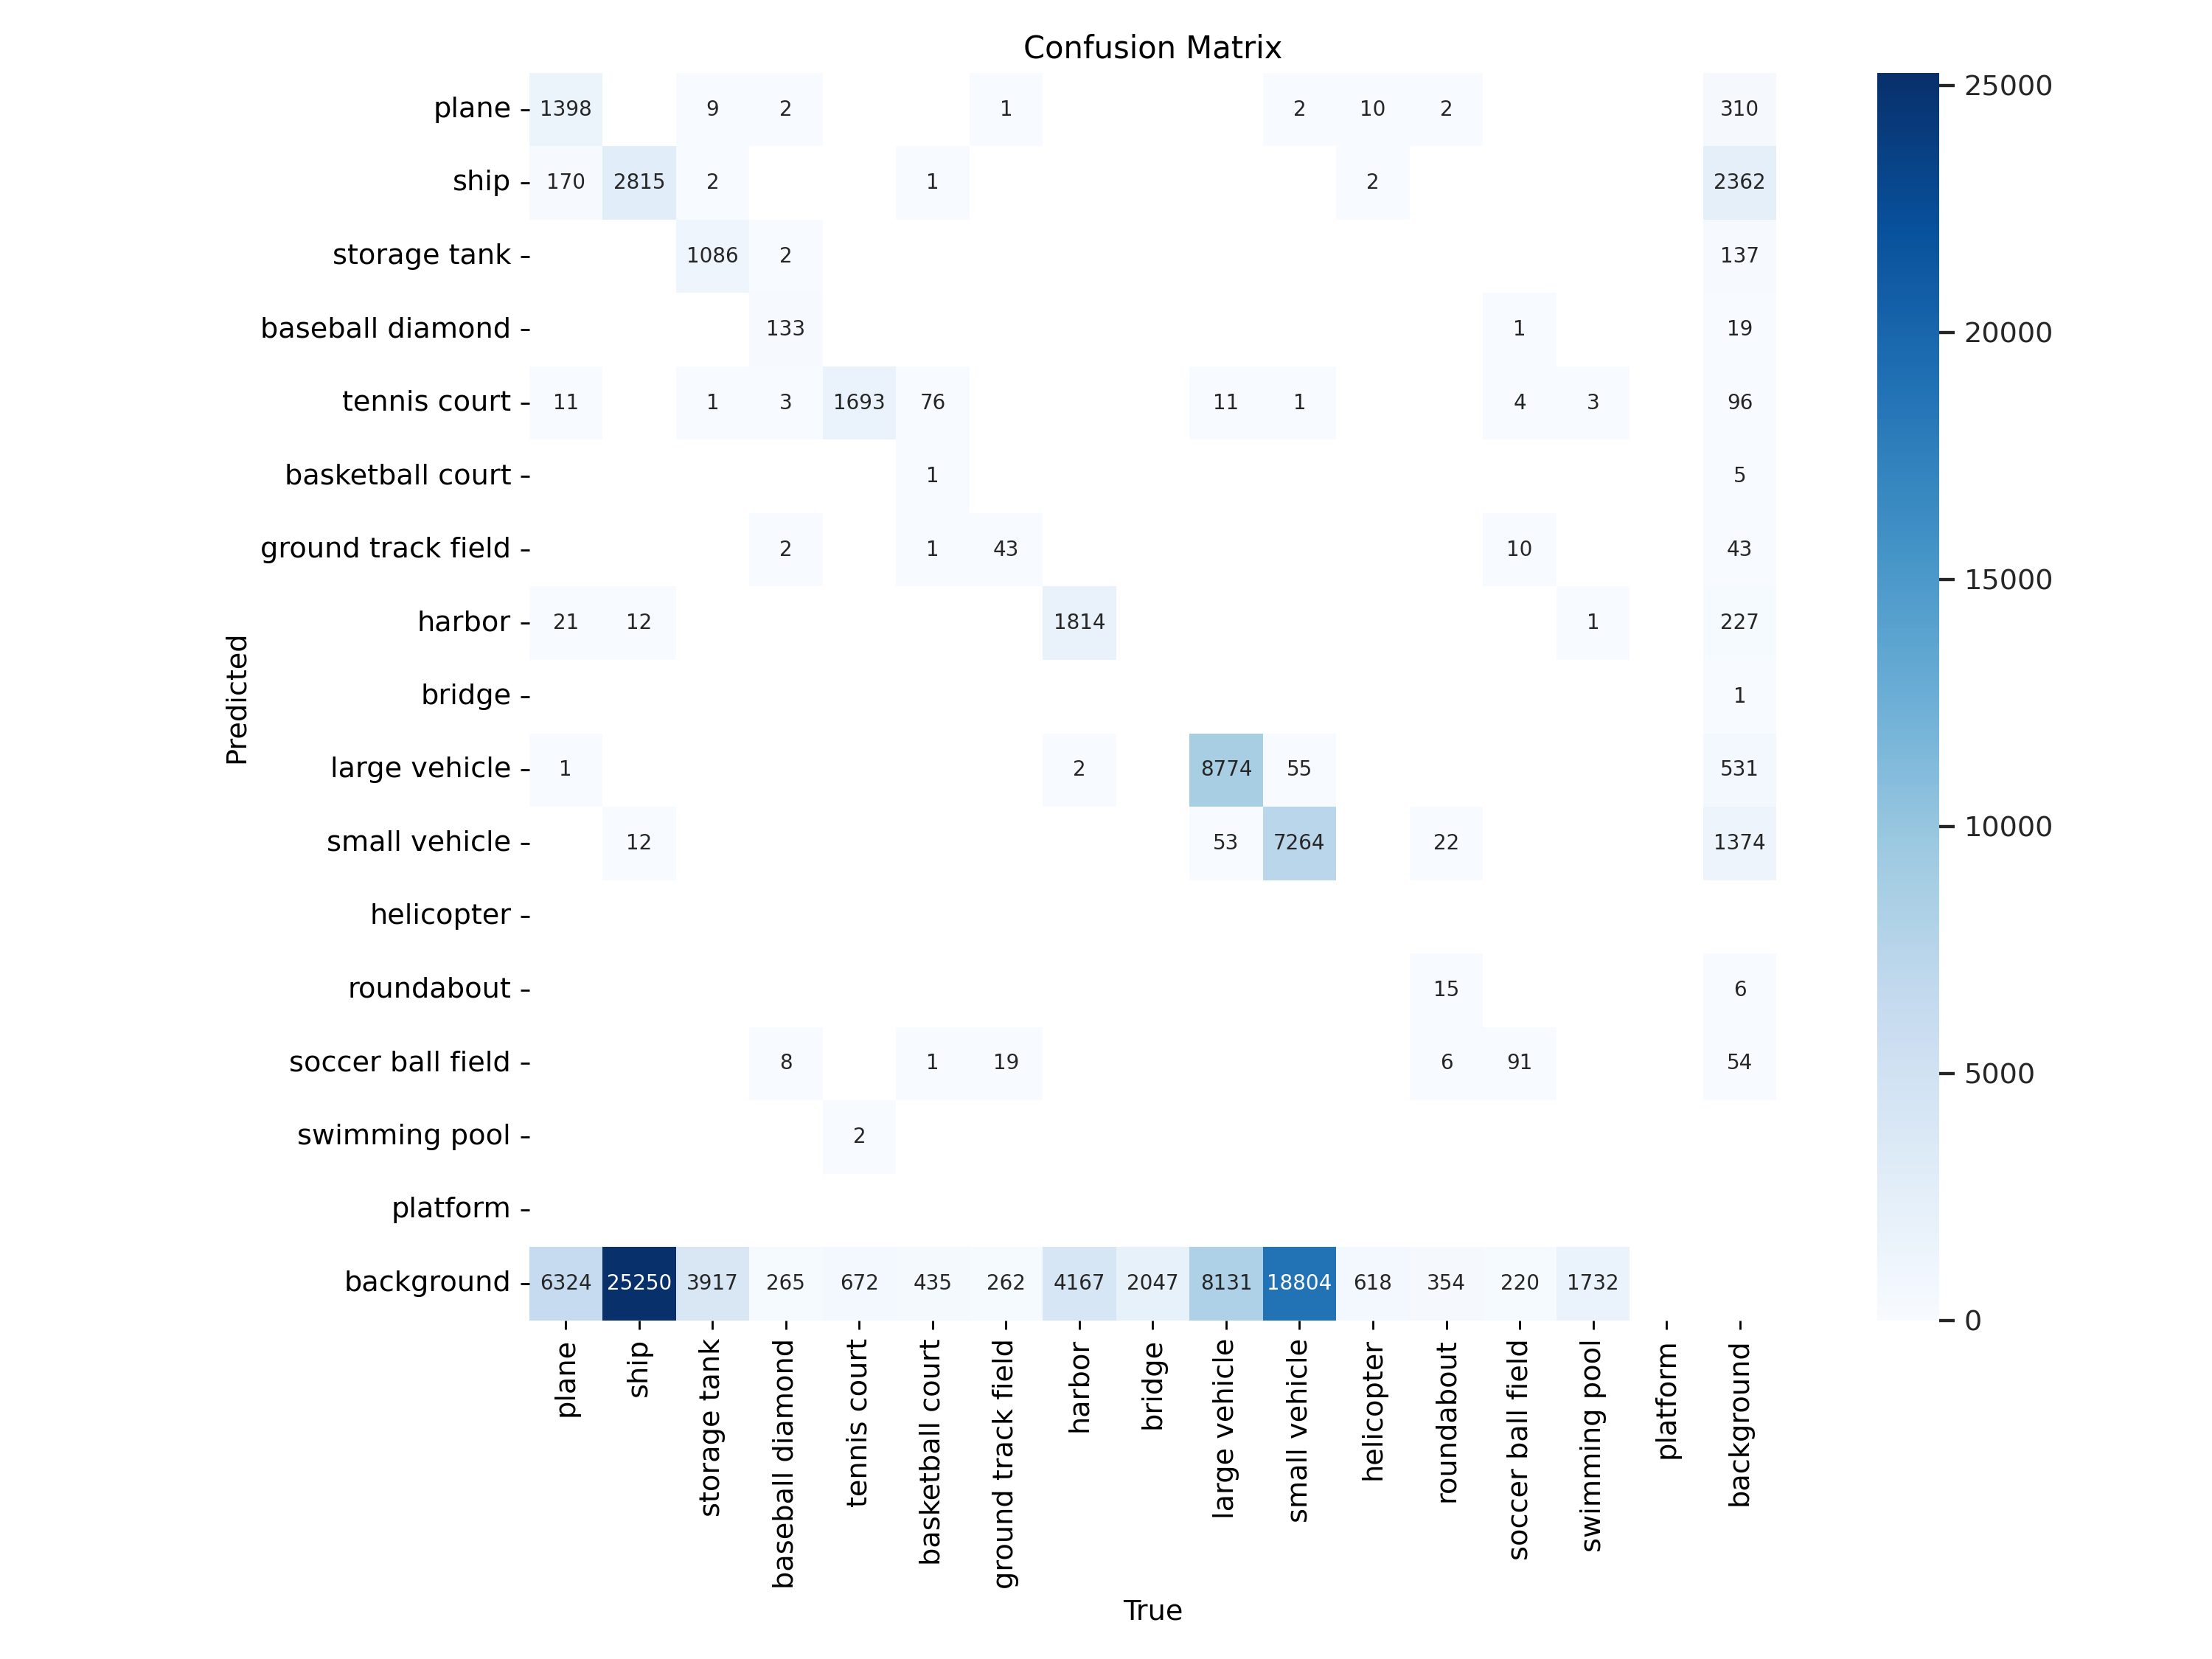 Confusion Matrix
plane 1398 9 2 1 2 10 2 310
ship 170 2815 2 1 2 2362
storage tank 1086 2 137
baseball diamond 133 1 19
tennis court 11 1 3 1693 76 11 1 4 3 96
basketball court 1 5
ground track field 2 1 43 10 43
harbor 21 12 1814 1 227
bridge 1
large vehicle 1 2 8774 55 531
small vehicle 12 53 7264 22 1374
helicopter
roundabout 15 6
soccer ball field 8 1 19 6 91 54
swimming pool 2
platform
background 6324 25250 3917 265 672 435 262 4167 2047 8131 18804 618 354 220 1732
Predicted
plane
ship
storage tank
baseball diamond
tennis court
basketball court
ground track field
harbor
bridge
large vehicle
small vehicle
helicopter
roundabout
soccer ball field
swimming pool
platform
background
True
25000
20000
15000
10000
5000
0